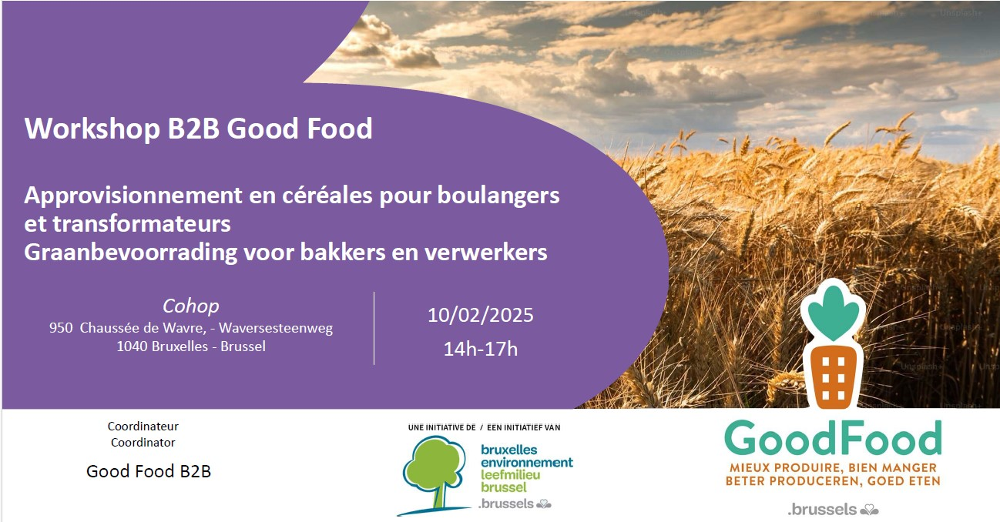 Workshop B2B Good Food
Approvisionnement en céréales pour boulangers
et transformateurs
Graanbevoorrading voor bakkers en verwerkers
Cohop
950 Chaussée de Wavre, - Waversesteenweg
1040 Bruxelles - Brussel
10/02/2025
14h-17h
Coordinateur
Coordinator
Good Food B2B
UNE INITIATIVE DE / EEN INITIATIEF VAN
bruxelles
environnement
leefmilieu
brussel
.brussels
GoodFood
MIEUX PRODUIRE, BIEN MANGER
BETER PRODUCEREN, GOED ETEN
.brussels
Unsplash+
Unsplash+